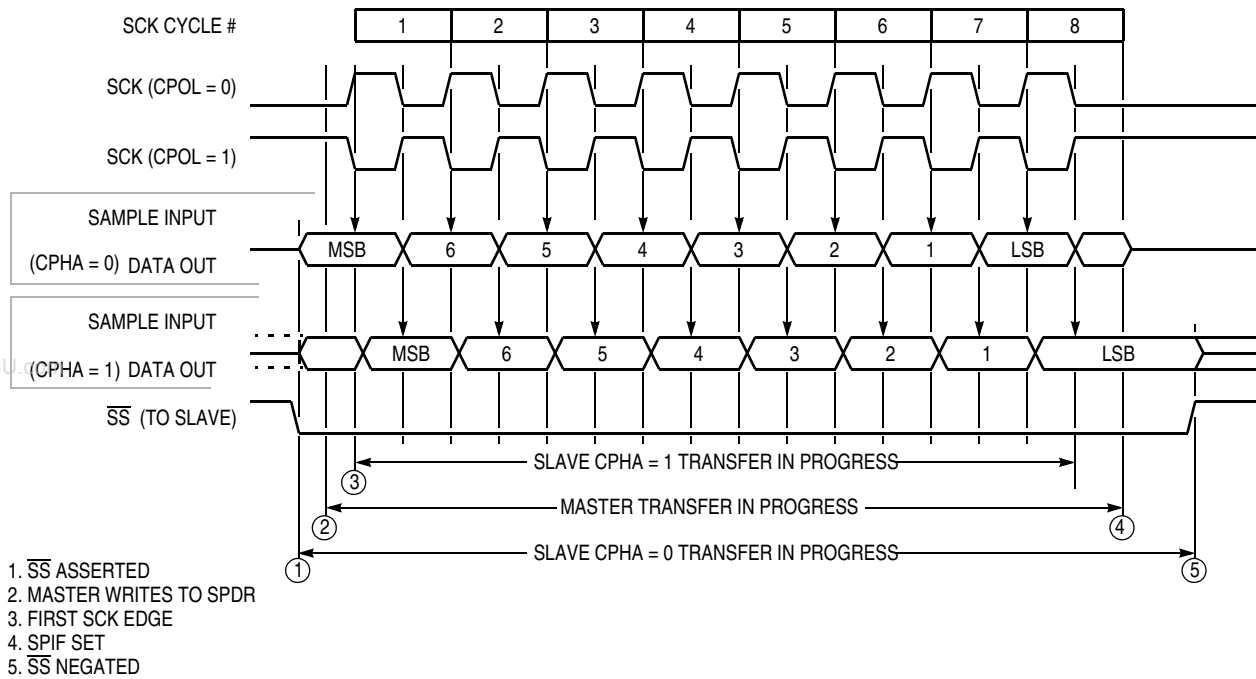 SCK CYCLE # 1 2 3 4 5 6 7 8
SCK (CPOL = 0)
SCK (CPOL = 1)
SAMPLE INPUT
MSB 6 5 4 3 2 1 LSB
(CPHA = 0) DATA OUT
SAMPLE INPUT
MSB 6 5 4 3 2 1 LSB
(CPHA = 1) DATA OUT
SS (TO SLAVE)
SLAVE CPHA = 1 TRANSFER IN PROGRESS
3
MASTER TRANSFER IN PROGRESS
2 4
SLAVE CPHA = 0 TRANSFER IN PROGRESS
1 5
1. SS ASSERTED
2. MASTER WRITES TO SPDR
3. FIRST SCK EDGE
4. SPIF SET
5. SS NEGATED